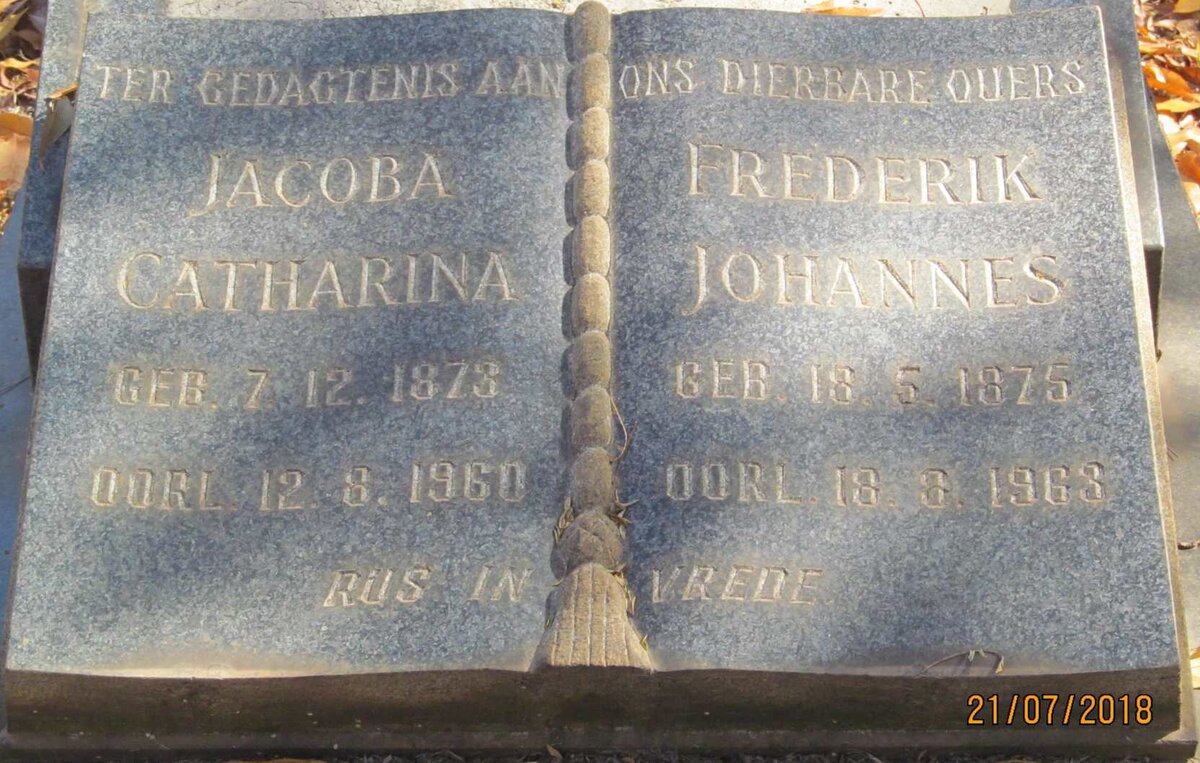 TER GEDAGTENIS AAN ONS DIERBARE OUERS
JACOBA
CATHARINA
GEB. 7. 12. 1873
OORL. 12. 8. 1960
FREDERIK
JOHANNES
GEB. 18. 5. 1875
OORL. 18. 8. 1963
RUS IN VREDE
21/07/2018